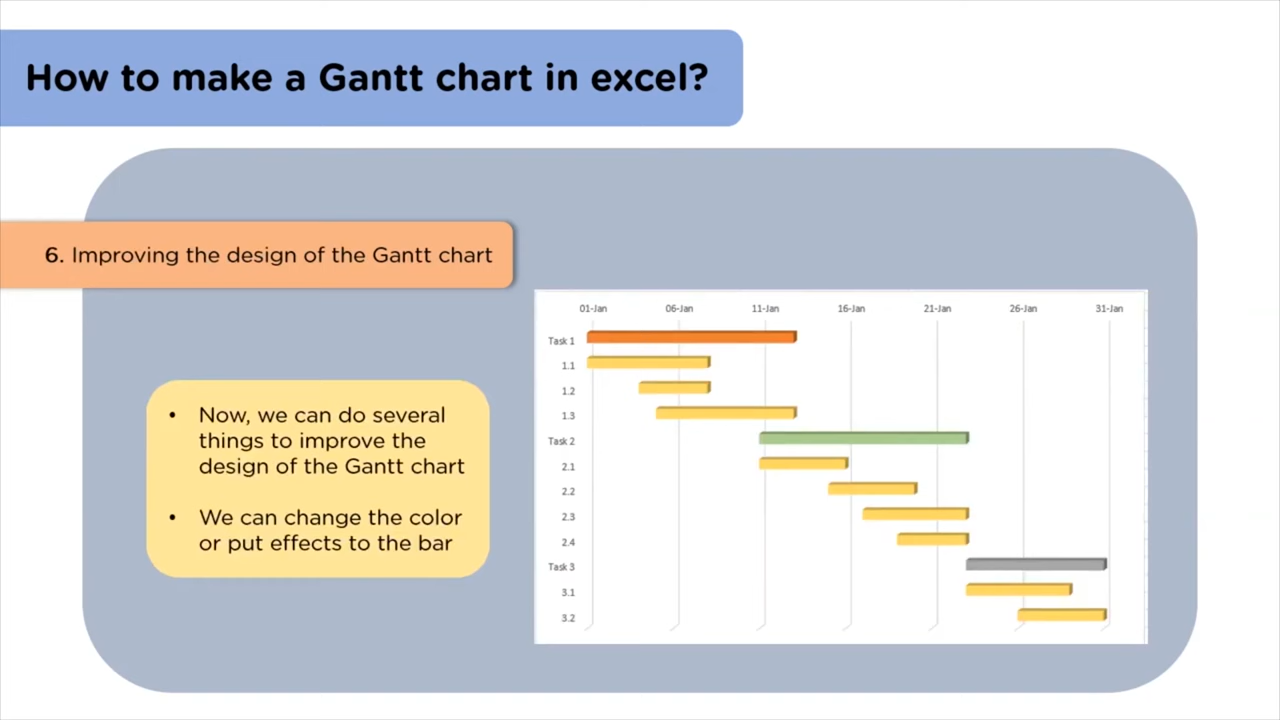 How to make a Gantt chart in excel?
6. Improving the design of the Gantt chart
• Now, we can do several
things to improve the
design of the Gantt chart
• We can change the color
or put effects to the bar
01-Jan 06-Jan 11-Jan 16-Jan 21-Jan 26-Jan 31-Jan
Task 1
1.1
1.2
1.3
Task 2
2.1
2.2
2.3
2.4
Task 3
3.1
3.2